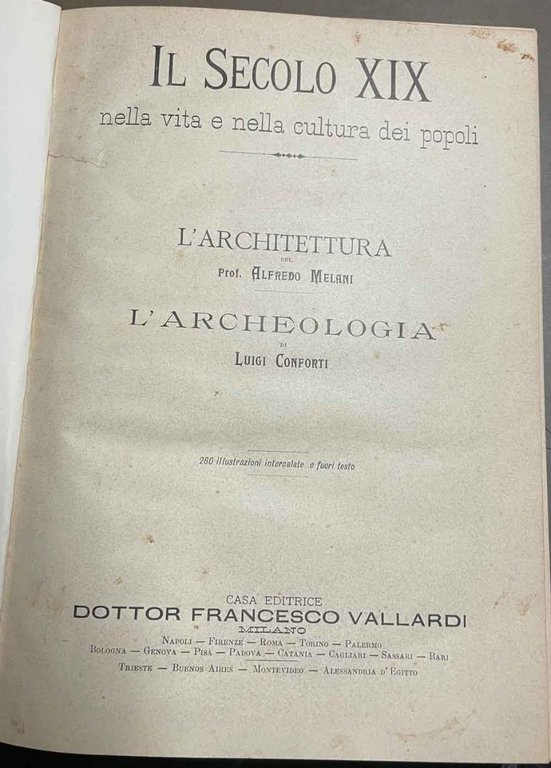 IL SECOLO XIX
nella vita e nella cultura dei popoli
L'ARCHITETTURA
DEL
Prof. ALFREDO MELANI
L'ARCHEOLOGIA
DI
LUIGI CONFORTI
260 illustrazioni intercalate e fuori testo
CASA EDITRICE
DOTTOR FRANCESCO VALLARDI
MILANO
NAPOLI — FIRENZE — ROMA — TORINO — PALERMO
BOLOGNA — GENOVA — PISA — PADOVA — CATANIA — CAGLIARI — SASSARI — BARI
TRIESTE — BUENOS AIRES — MONTEVIDEO — ALESSANDRIA D'EGITTO